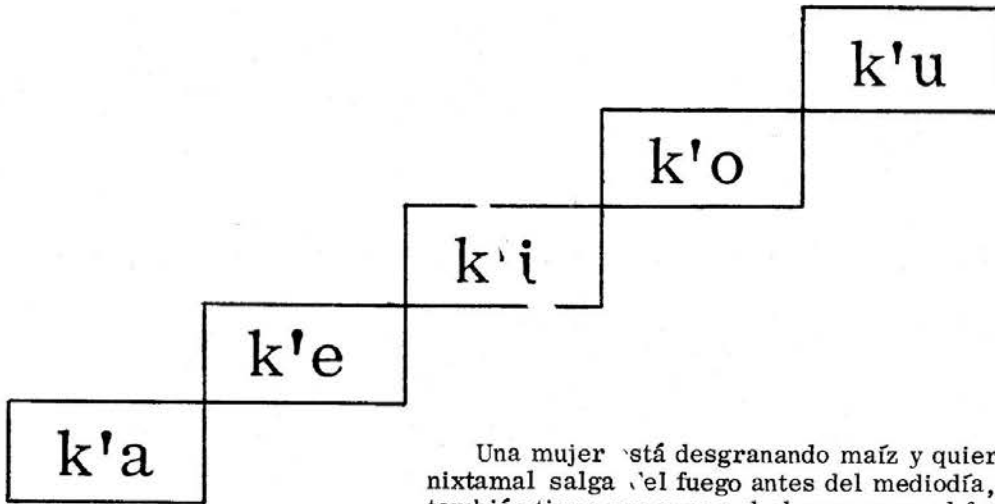 k'u
k'o
k'i
k'e
k'a
Una mujer está desgranando maíz y quier
nixtamal salga del fuego antes del mediodía,